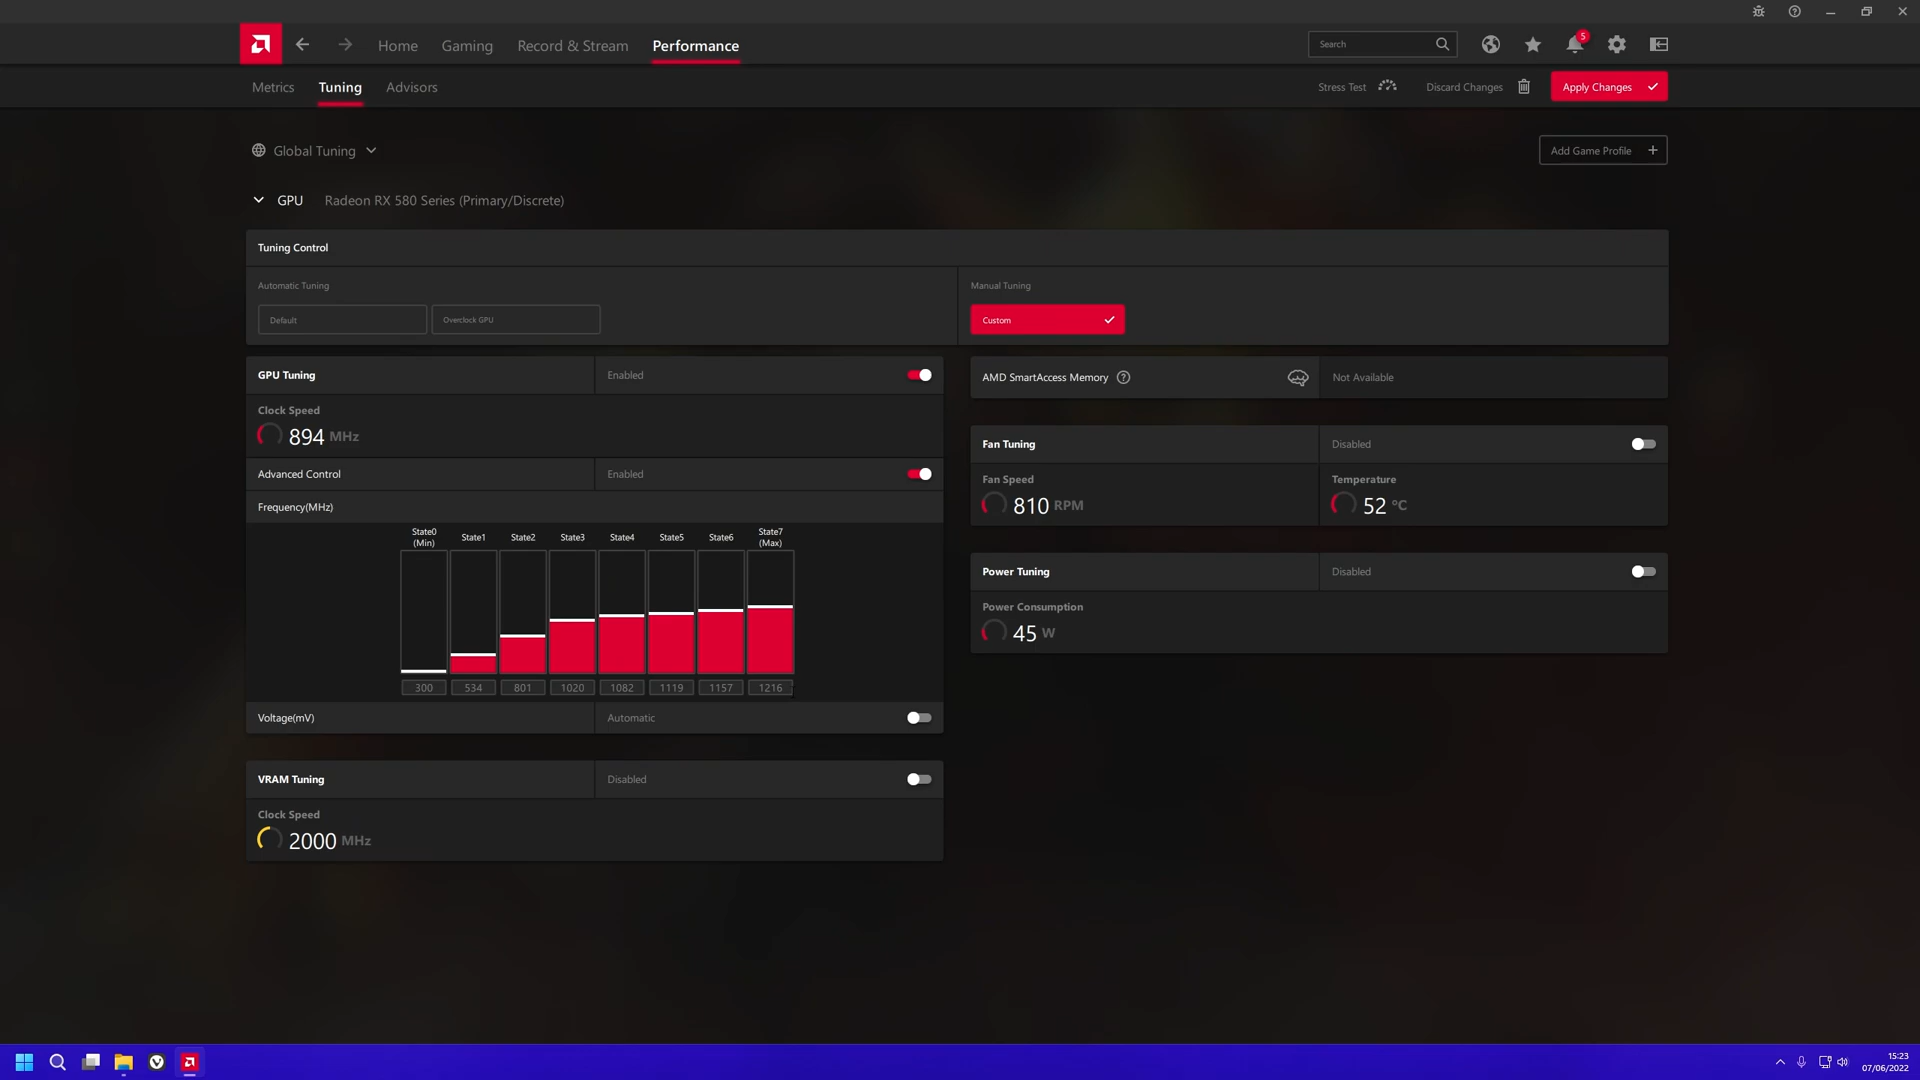 Home
Gaming
Record & Stream
Performance
Search
5
Metrics
Tuning
Advisors
Stress Test
Discard Changes
Apply Changes
Global Tuning
Add Game Profile
GPU
Radeon RX 580 Series (Primary/Discrete)
Tuning Control
Automatic Tuning
Manual Tuning
Default
Overclock GPU
Custom
GPU Tuning
Enabled
Clock Speed
894 MHz
Advanced Control
Enabled
Frequency(MHz)
State0 (Min)
State1
State2
State3
State4
State5
State6
State7 (Max)
300
534
801
1020
1082
1119
1157
1216
Voltage(mV)
Automatic
VRAM Tuning
Disabled
Clock Speed
2000 MHz
AMD SmartAccess Memory
Not Available
Fan Tuning
Disabled
Fan Speed
810 RPM
Temperature
52 °C
Power Tuning
Disabled
Power Consumption
45 W
15:23
07/06/2022